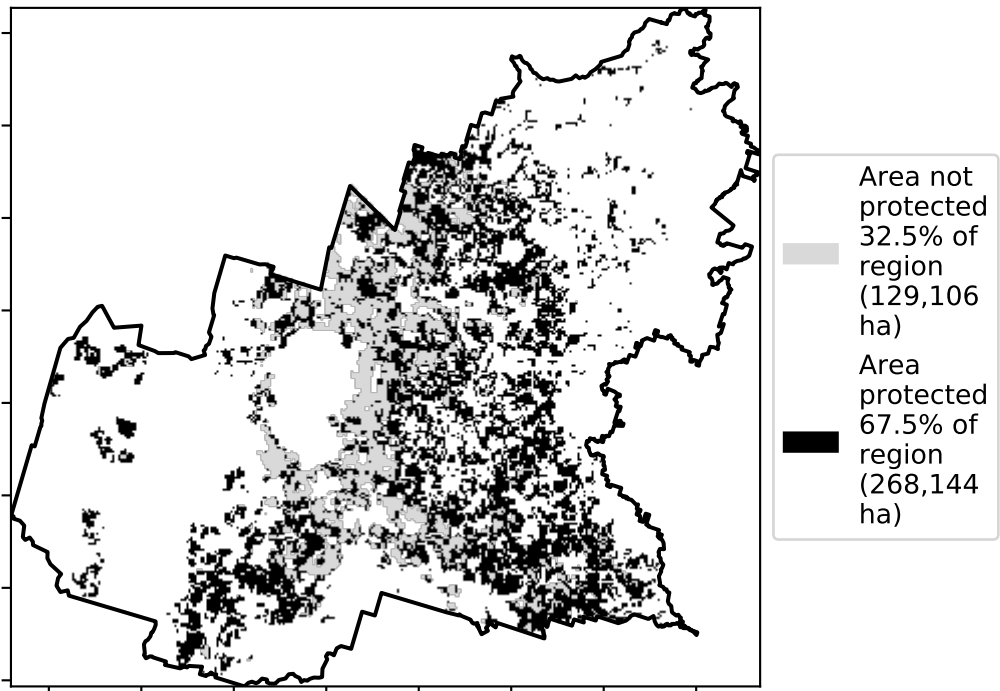 Area not
protected
32.5% of
region
(129,106
ha)
Area
protected
67.5% of
region
(268,144
ha)